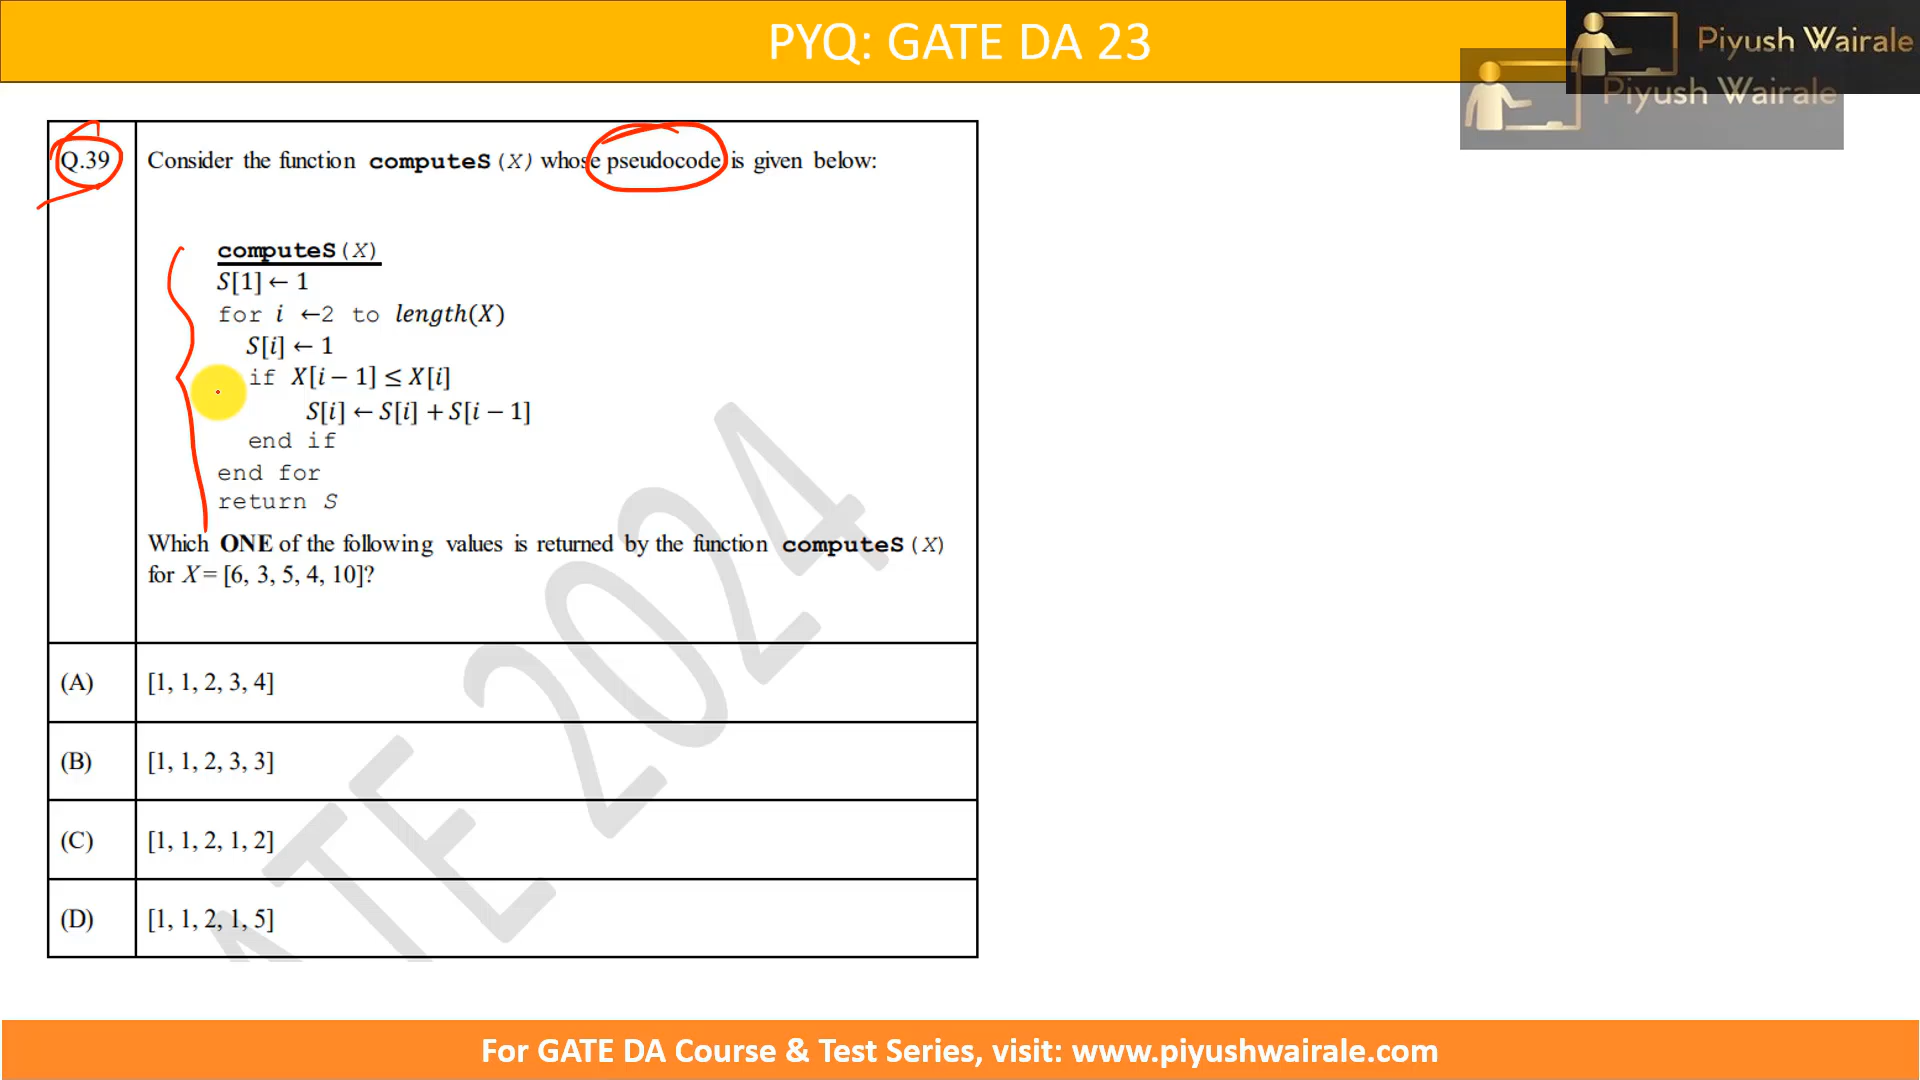 PYQ: GATE DA 23
Piyush Wairale
Piyush Wairale
Q.39
Consider the function computeS(X) whose pseudocode is given below:
computeS(X)
S[1] ← 1
for i ←2 to length(X)
S[i] ← 1
if X[i − 1] ≤ X[i]
S[i] ← S[i] + S[i − 1]
end if
end for
return S
Which ONE of the following values is returned by the function computeS(X)
for X = [6, 3, 5, 4, 10]?
(A) [1, 1, 2, 3, 4]
(B) [1, 1, 2, 3, 3]
(C) [1, 1, 2, 1, 2]
(D) [1, 1, 2, 1, 5]
ATE 2024
For GATE DA Course & Test Series, visit: www.piyushwairale.com